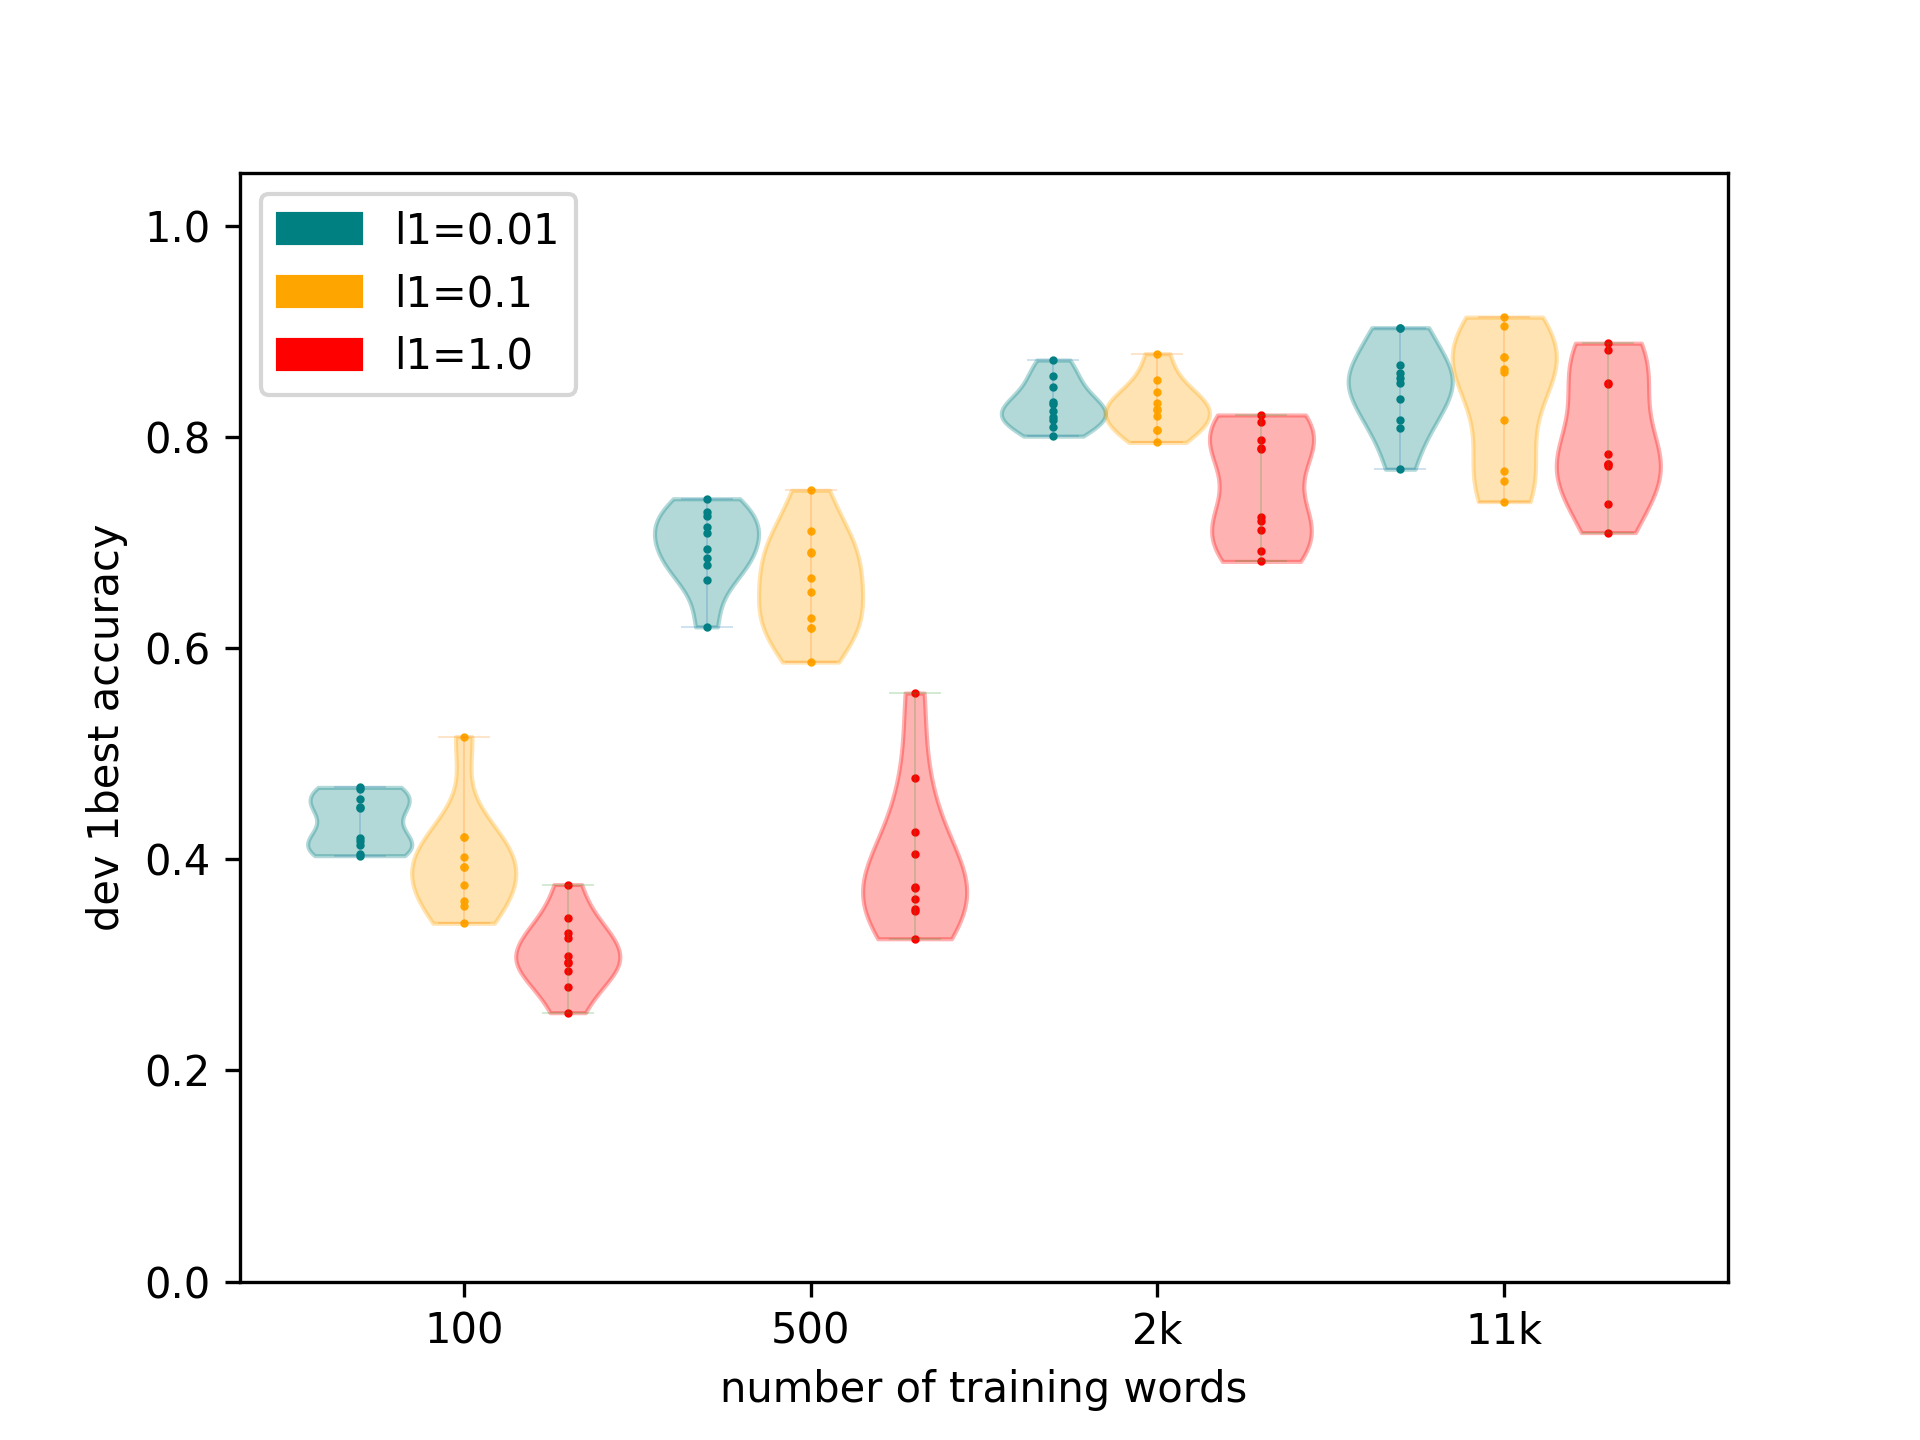 l1=0.01
l1=0.1
l1=1.0
1.0
0.8
0.6
0.4
0.2
0.0
dev 1best accuracy
100 500 2k 11k
number of training words